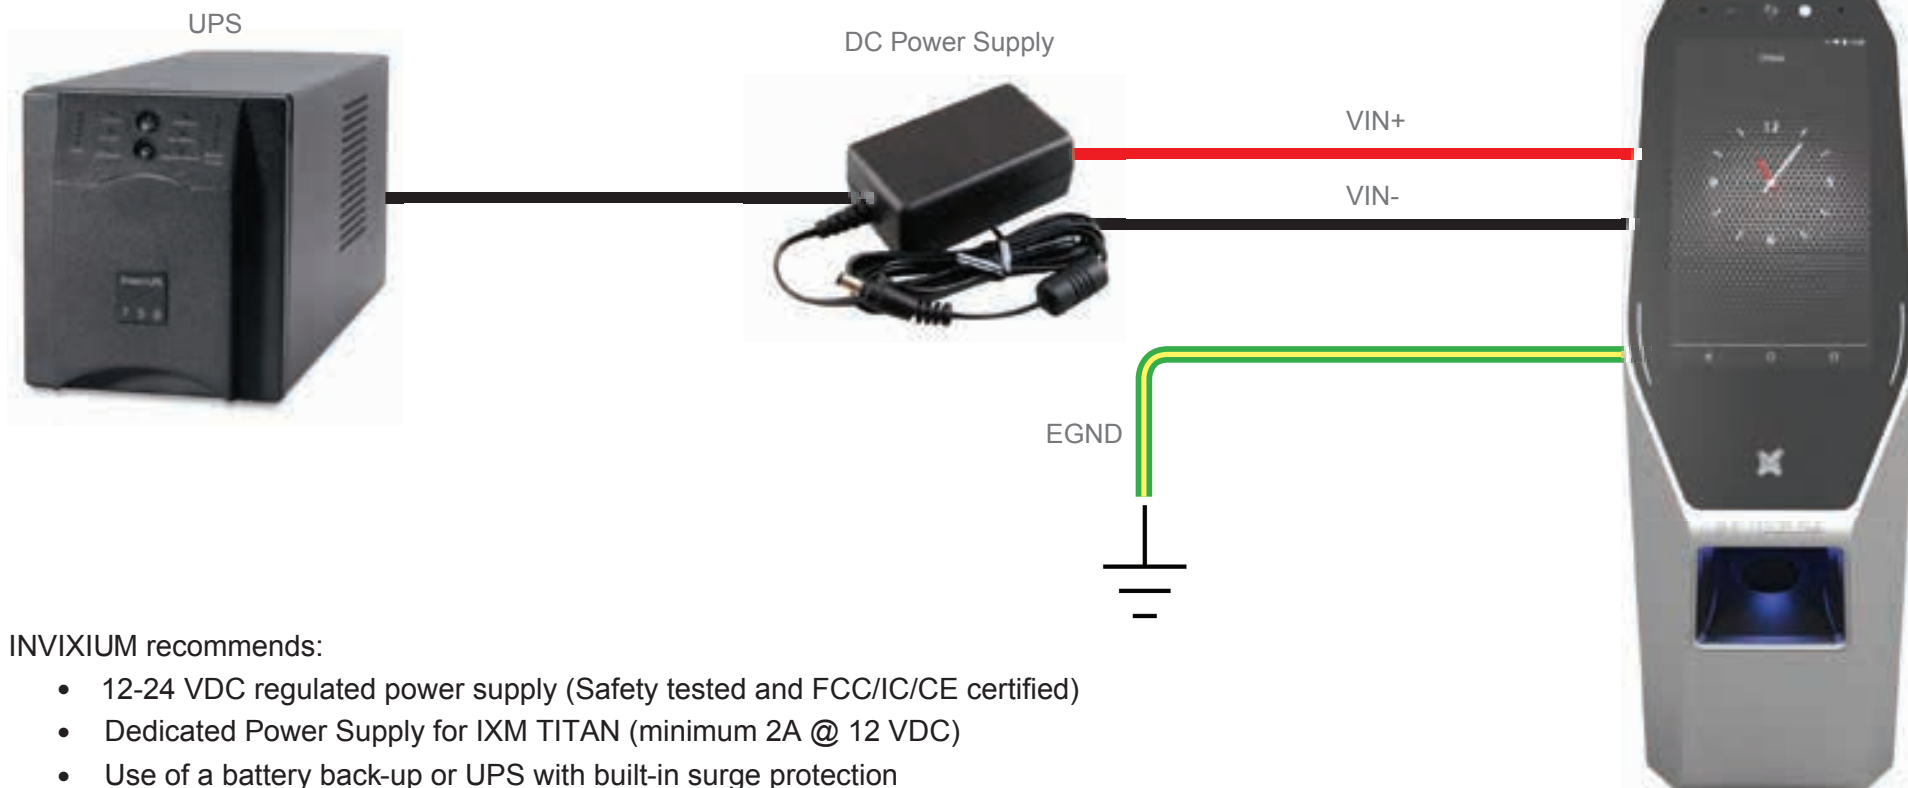 UPS
DC Power Supply
VIN+
VIN-
EGND
12
INVIXIUM recommends:
• 12-24 VDC regulated power supply (Safety tested and FCC/IC/CE certified)
• Dedicated Power Supply for IXM TITAN (minimum 2A @ 12 VDC)
• Use of a battery back-up or UPS with built-in surge protection